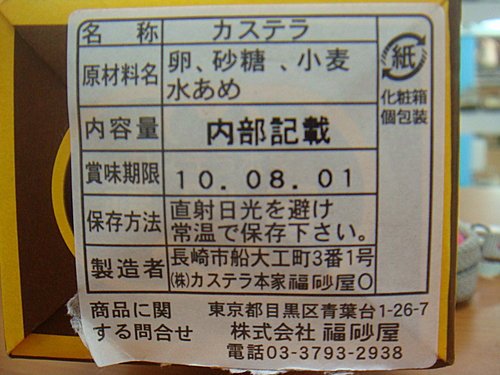 名 称 カステラ
原材料名 卵、砂糖 、小麦
水あめ
内容量 内部記載
賞味期限 10.08.01
保存方法 直射日光を避け
常温で保存下さい。
製造者 長崎市船大工町3番1号
(株)カステラ本家福砂屋O
紙
化粧箱
個包装
商品に関 東京都目黒区青葉台1-26-7
する問合せ 株式会社 福砂屋
電話03-3793-2938